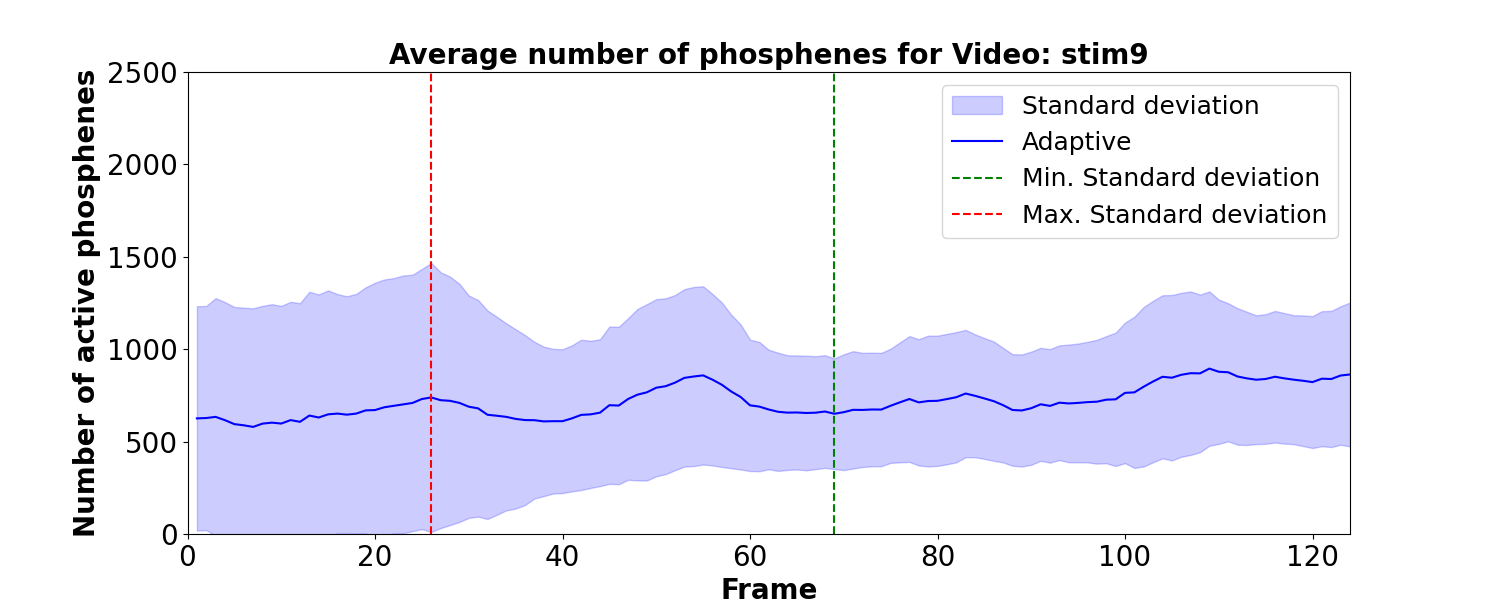 Average number of phosphenes for Video: stim9
Number of active phosphenes
2500
2000
1500
1000
500
0
Standard deviation
Adaptive
Min. Standard deviation
Max. Standard deviation
0 20 40 60 80 100 120
Frame